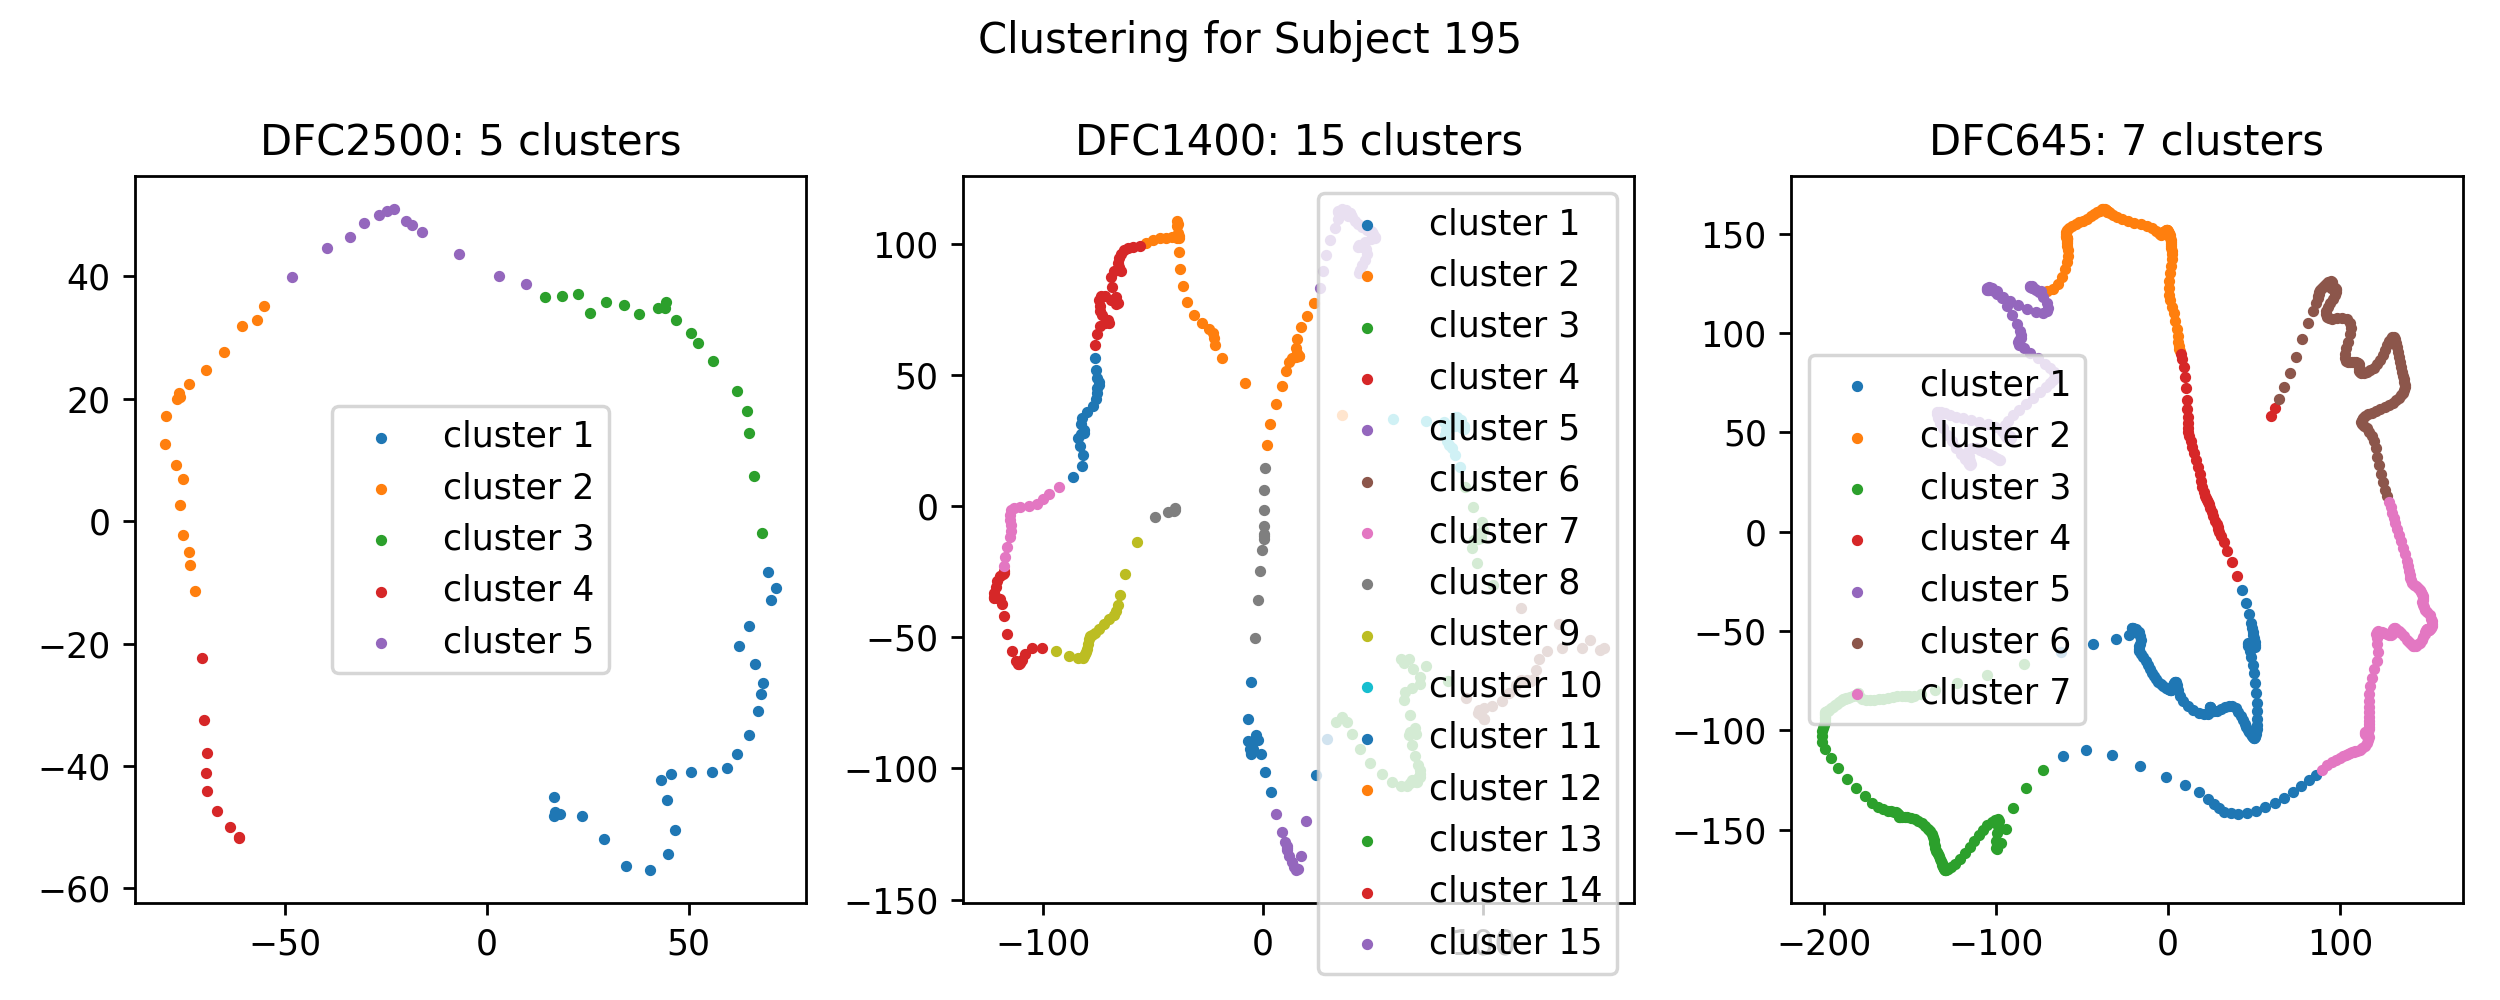 Clustering for Subject 195
DFC2500: 5 clusters
40
20
0
−20
−40
−60
−50
0
50
cluster 1
cluster 2
cluster 3
cluster 4
cluster 5
DFC1400: 15 clusters
100
50
0
−50
−100
−150
−100
0
100
cluster 1
cluster 2
cluster 3
cluster 4
cluster 5
cluster 6
cluster 7
cluster 8
cluster 9
cluster 10
cluster 11
cluster 12
cluster 13
cluster 14
cluster 15
DFC645: 7 clusters
150
100
50
0
−50
−100
−150
−200
−100
0
100
cluster 1
cluster 2
cluster 3
cluster 4
cluster 5
cluster 6
cluster 7